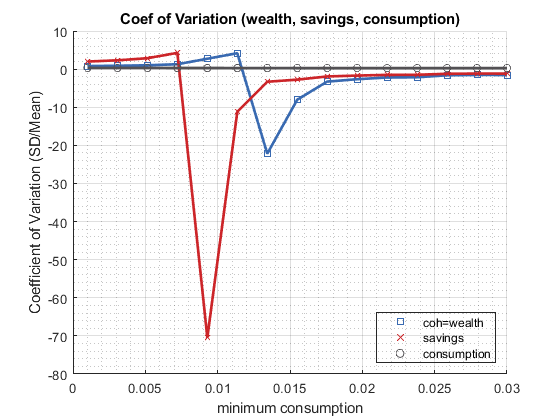 Coef of Variation (wealth, savings, consumption)
10
0
-10
-20
-30
-40
-50
-60
-70
-80
Coefficient of Variation (SD/Mean)
coh=wealth
savings
consumption
0
0.005
0.01
0.015
0.02
0.025
0.03
minimum consumption